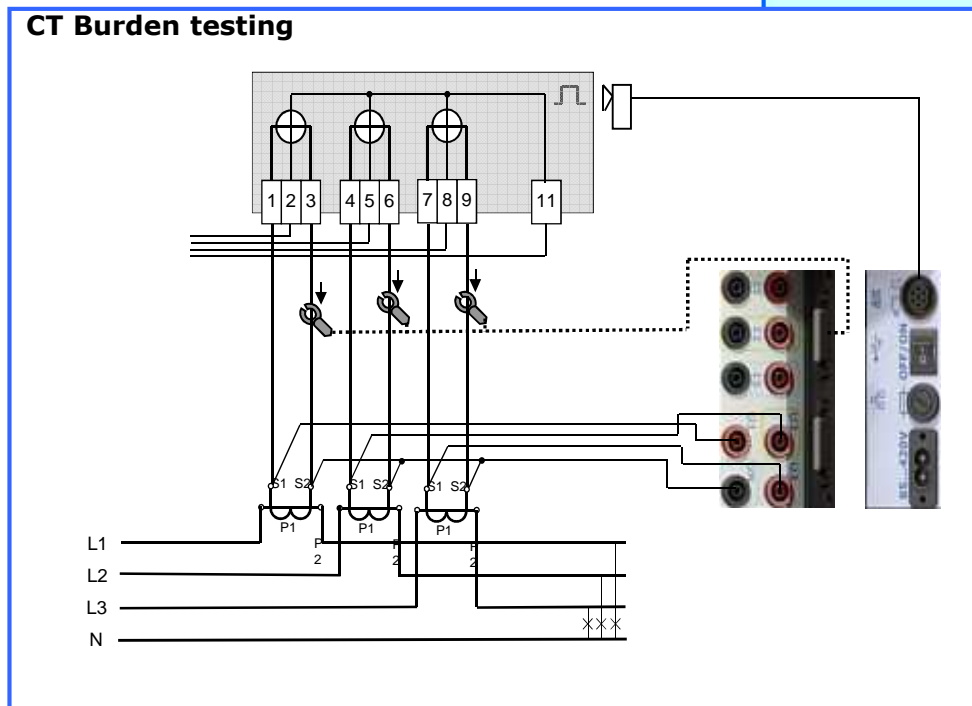 CT Burden testing
1 2 3 4 5 6 7 8 9 11
S1 S2 S1 S2 S1 S2
P1 P1 P1
P P P
2 2 2
L1
L2
L3
N
OFF/ON